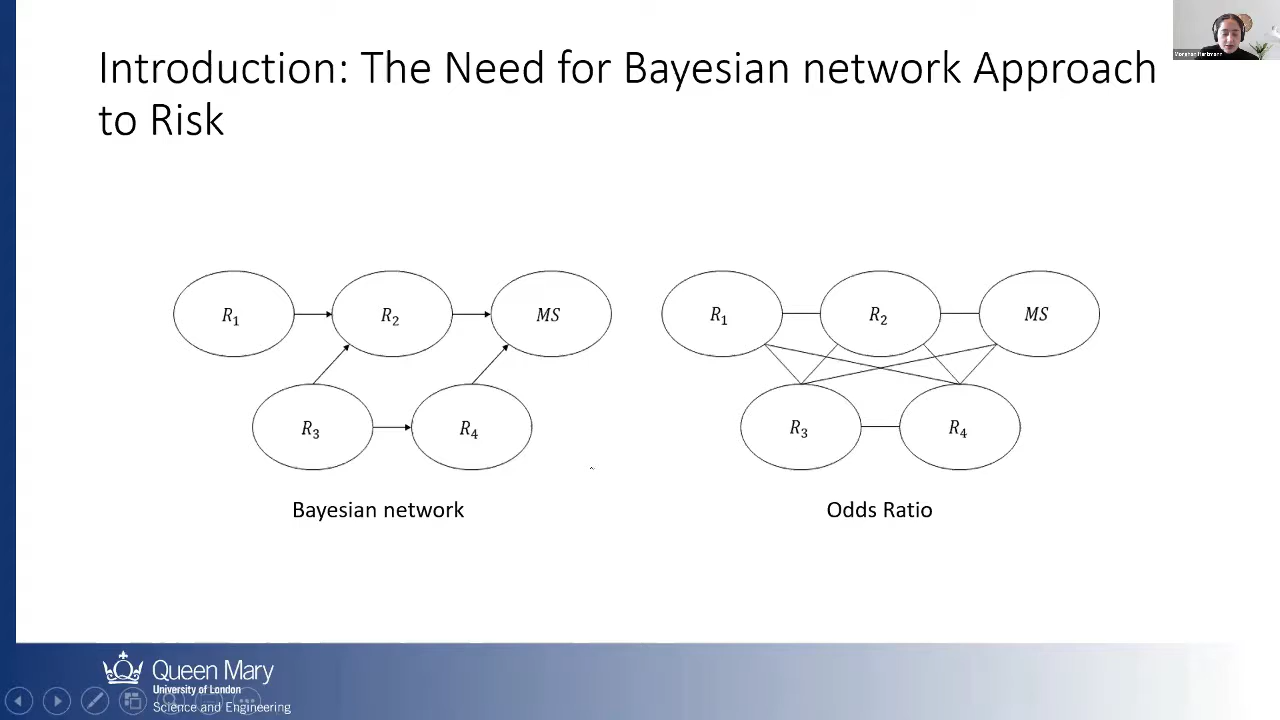 Introduction: The Need for Bayesian network Approach
to Risk
R₁
R₂
MS
R₃
R₄
Bayesian network
R₁
R₂
MS
R₃
R₄
Odds Ratio
Queen Mary
University of London
Science and Engineering